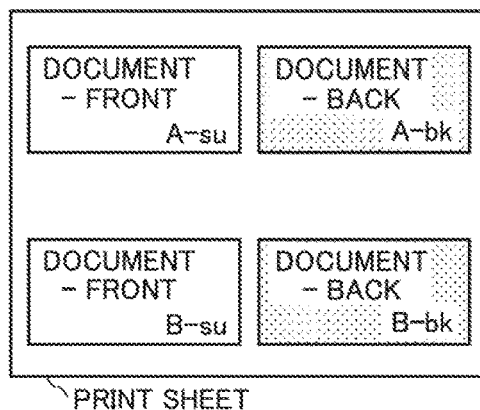 DOCUMENT
- FRONT
A-su
DOCUMENT
- BACK
A-bk
DOCUMENT
- FRONT
B-su
DOCUMENT
- BACK
B-bk
PRINT SHEET